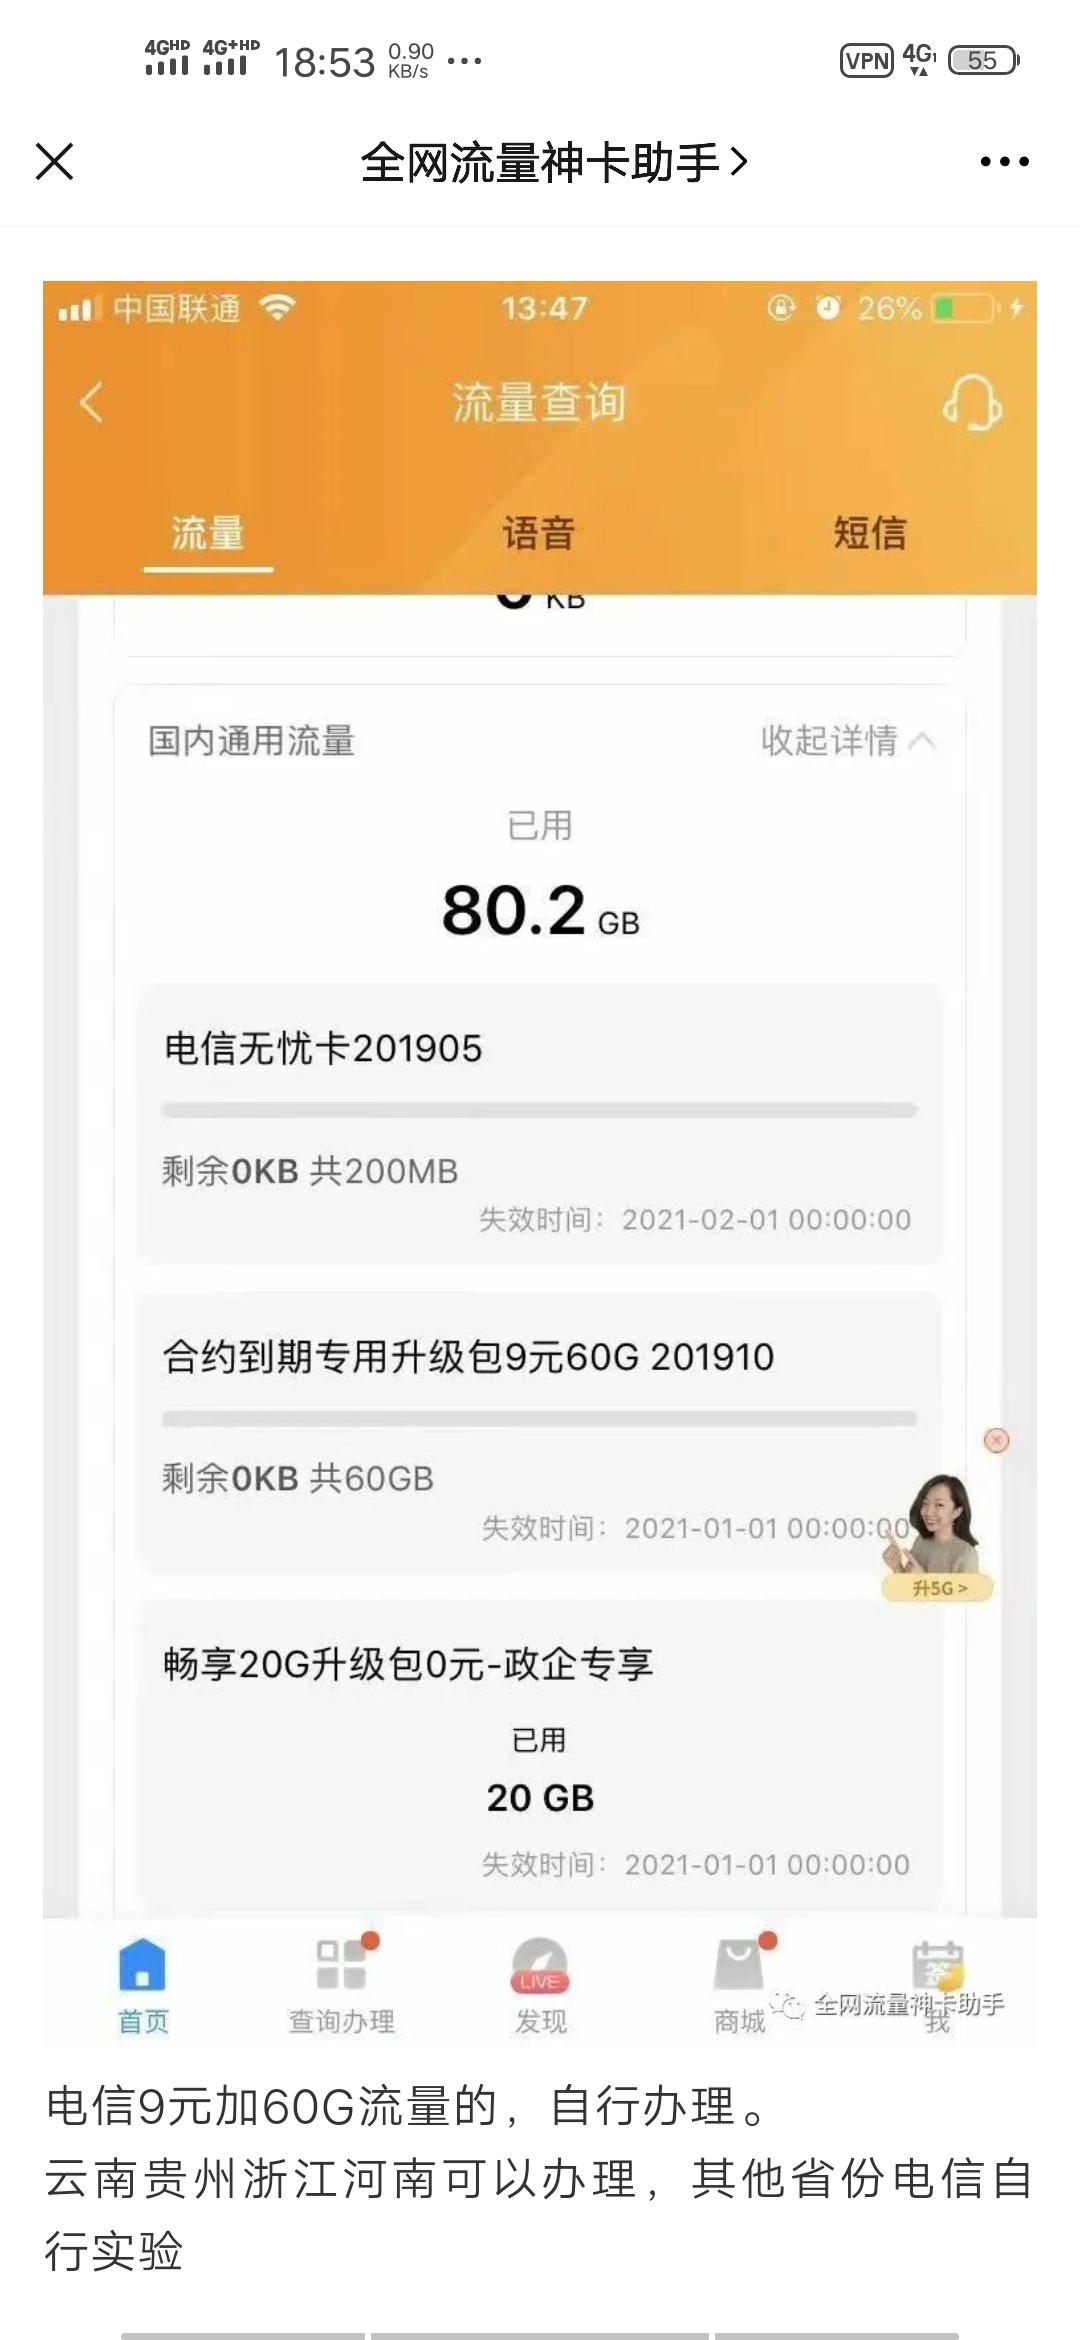 4GHD 4G+HD 18:53 0.90 KB/s ... VPN 4G 55
全网流量神卡助手
中国联通 13:47 26%
流量查询
流量 语音 短信
KB
国内通用流量 收起详情
已用
80.2 GB
电信无忧卡201905
剩余0KB 共200MB
失效时间：2021-02-01 00:00:00
合约到期专用升级包9元60G 201910
剩余0KB 共60GB
失效时间：2021-01-01 00:00:00
升5G >
畅享20G升级包0元-政企专享
已用
20 GB
失效时间：2021-01-01 00:00:00
LIVE 签
首页 查询办理 发现 商城 我
全网流量神卡助手
电信9元加60G流量的，自行办理。
云南贵州浙江河南可以办理，其他省份电信自
行实验